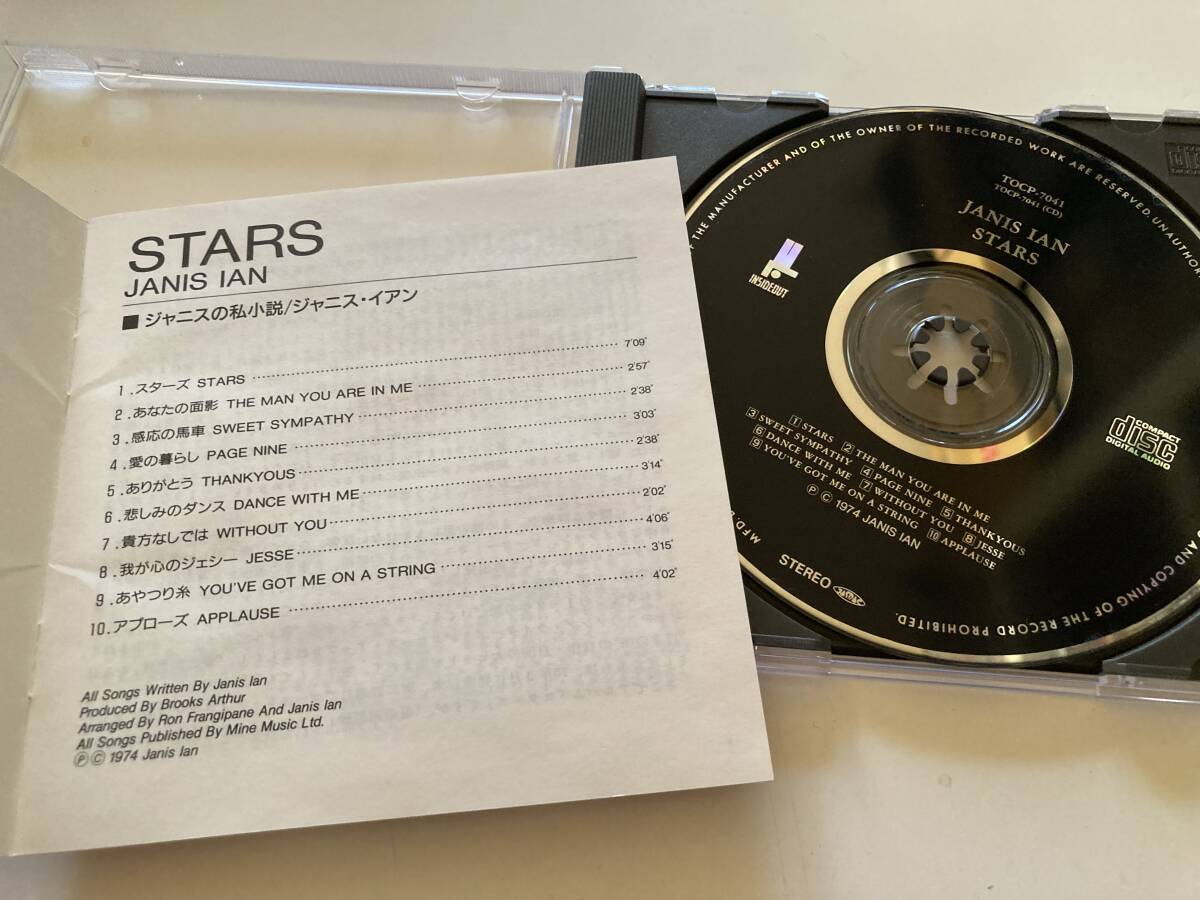 STARS
JANIS IAN
■ ジャニスの私小説/ジャニス・イアン
1.スターズ STARS 7'09"
2.あなたの面影 THE MAN YOU ARE IN ME 2'57"
3.感応の馬車 SWEET SYMPATHY 2'38"
4.愛の暮らし PAGE NINE 3'03"
5.ありがとう THANKYOUS 2'38"
6.悲しみのダンス DANCE WITH ME 3'14"
7.貴方なしでは WITHOUT YOU 2'02"
8.我が心のジェシー JESSE 4'06"
9.あやつり糸 YOU'VE GOT ME ON A STRING 3'15"
10.アプローズ APPLAUSE 4'02"
All Songs Written By Janis Ian
Produced By Brooks Arthur
Arranged By Ron Frangipane And Janis Ian
All Songs Published By Mine Music Ltd.
Ⓟ Ⓒ 1974 Janis Ian
THE MANUFACTURER AND OF THE OWNER OF THE RECORDED WORK ARE RESERVED. UNAUTHO
AND COPYING OF THE RECORD PROHIBITED.
MFD.
TOCP-7041
TOCP-7041 (CD)
JANIS IAN
STARS
INSIDEOUT
COMPACT
disc
DIGITAL AUDIO
1 STARS 2 THE MAN YOU ARE IN ME
3 SWEET SYMPATHY 4 PAGE NINE 5 THANKYOUS
6 DANCE WITH ME 7 WITHOUT YOU 8 JESSE
9 YOU'VE GOT ME ON A STRING 10 APPLAUSE
Ⓟ Ⓒ 1974 JANIS IAN
STEREO